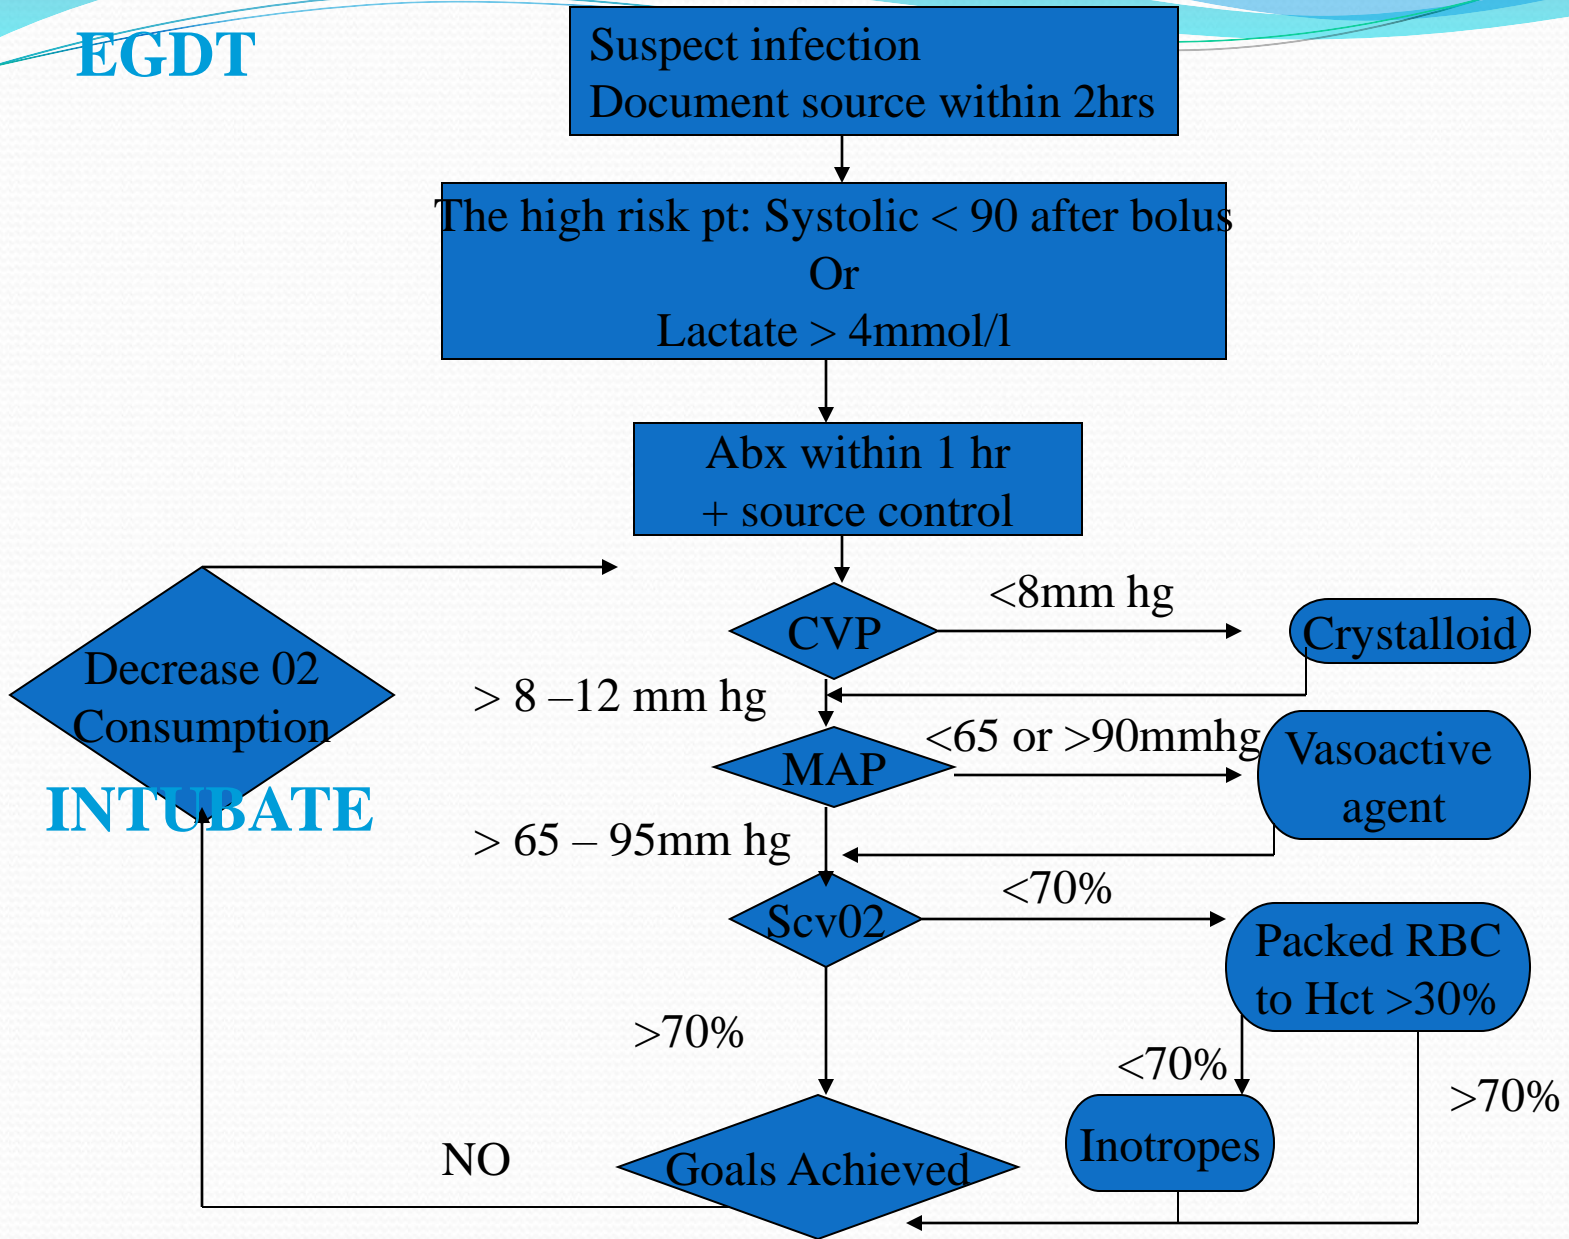 EGDT
Suspect infection
Document source within 2hrs
The high risk pt: Systolic < 90 after bolus
Or
Lactate > 4mmol/l
Abx within 1 hr
+ source control
<8mm hg
CVP
Crystalloid
Decrease 02
Consumption
> 8 –12 mm hg
<65 or >90mmhg
MAP
Vasoactive
agent
INTUBATE
> 65 – 95mm hg
<70%
Scv02
Packed RBC
to Hct >30%
>70%
<70%
>70%
NO
Goals Achieved
Inotropes